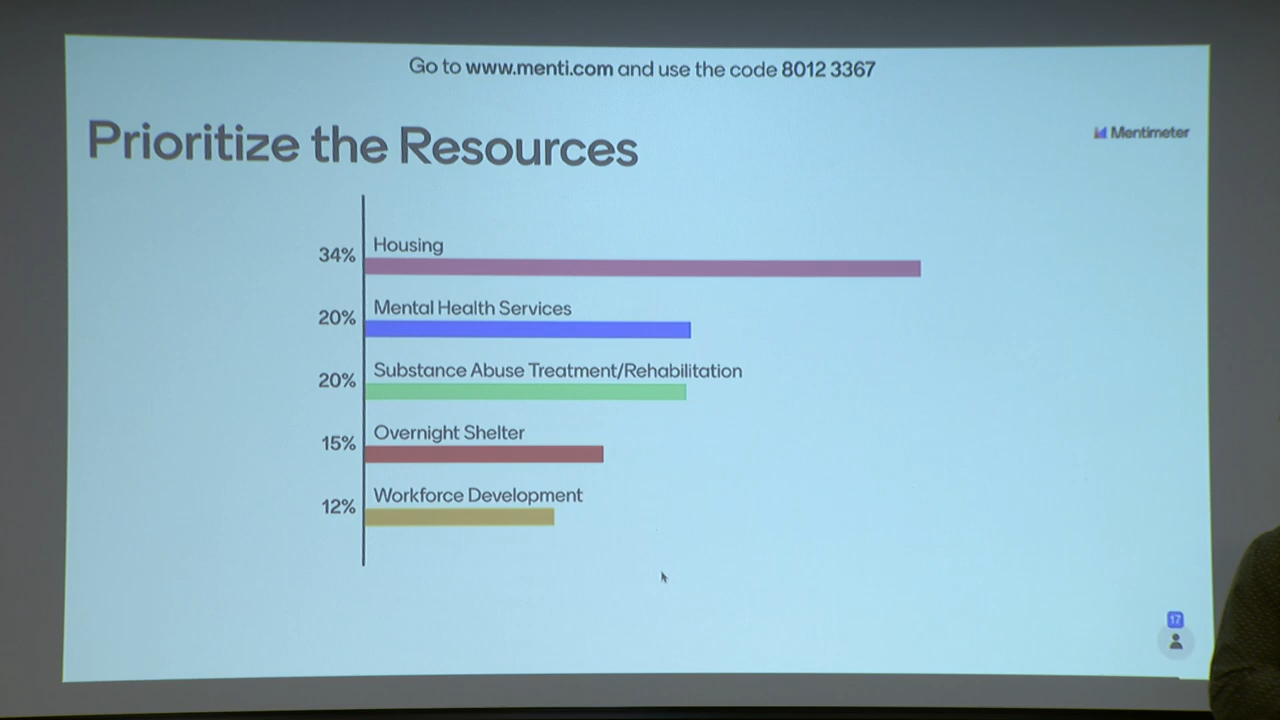 Go to www.menti.com and use the code 8012 3367
Prioritize the Resources
Mentimeter
34%
Housing
20%
Mental Health Services
20%
Substance Abuse Treatment/Rehabilitation
15%
Overnight Shelter
12%
Workforce Development
17